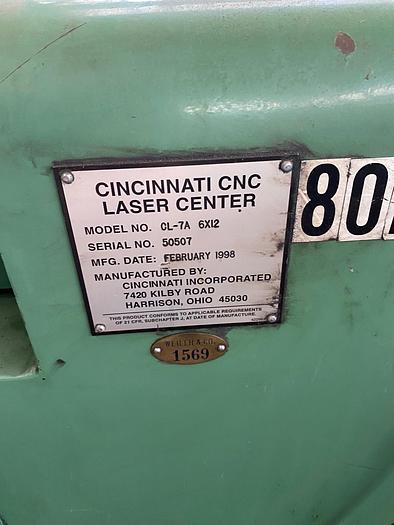 CINCINNATI CNC
LASER CENTER
MODEL NO. CL-7A 6X12
SERIAL NO. 50507
MFG. DATE: FEBRUARY 1998
MANUFACTURED BY:
CINCINNATI INCORPORATED
7420 KILBY ROAD
HARRISON, OHIO 45030
THIS PRODUCT CONFORMS TO APPLICABLE REQUIREMENTS
OF 21 CFR, SUBCHAPTER J, AT DATE OF MANUFACTURE.
80
1569